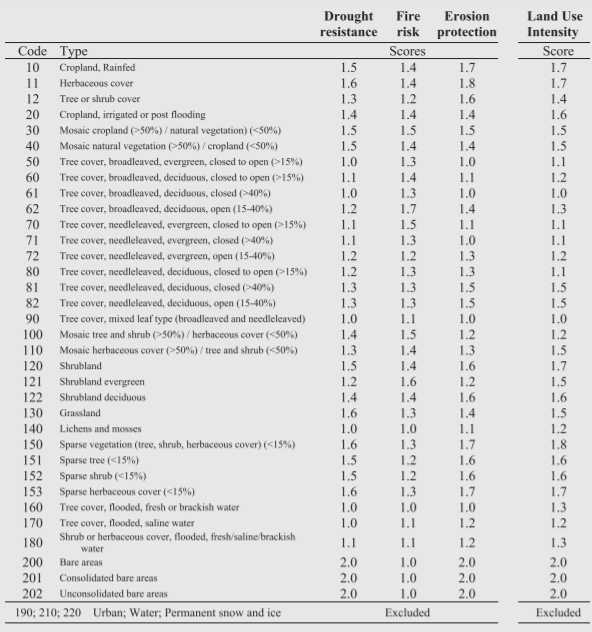 Drought Fire Erosion Land Use
resistance risk protection Intensity
Code Type Scores Score
10 Cropland, Rainfed 1.5 1.4 1.7 1.7
11 Herbaceous cover 1.6 1.4 1.8 1.7
12 Tree or shrub cover 1.3 1.2 1.6 1.4
20 Cropland, irrigated or post flooding 1.4 1.4 1.4 1.6
30 Mosaic cropland (>50%) / natural vegetation) (<50%) 1.5 1.5 1.5 1.5
40 Mosaic natural vegetation (>50%) / cropland (<50%) 1.5 1.4 1.4 1.5
50 Tree cover, broadleaved, evergreen, closed to open (>15%) 1.0 1.3 1.0 1.1
60 Tree cover, broadleaved, deciduous, closed to open (>15%) 1.1 1.4 1.1 1.2
61 Tree cover, broadleaved, deciduous, closed (>40%) 1.0 1.3 1.0 1.0
62 Tree cover, broadleaved, deciduous, open (15-40%) 1.2 1.7 1.4 1.3
70 Tree cover, needleleaved, evergreen, closed to open (>15%) 1.1 1.5 1.1 1.1
71 Tree cover, needleleaved, evergreen, closed (>40%) 1.1 1.3 1.0 1.1
72 Tree cover, needleleaved, evergreen, open (15-40%) 1.2 1.2 1.3 1.2
80 Tree cover, needleleaved, deciduous, closed to open (>15%) 1.2 1.3 1.3 1.1
81 Tree cover, needleleaved, deciduous, closed (>40%) 1.3 1.3 1.5 1.5
82 Tree cover, needleleaved, deciduous, open (15-40%) 1.3 1.3 1.5 1.5
90 Tree cover, mixed leaf type (broadleaved and needleleaved) 1.0 1.1 1.0 1.0
100 Mosaic tree and shrub (>50%) / herbaceous cover (<50%) 1.4 1.5 1.2 1.2
110 Mosaic herbaceous cover (>50%) / tree and shrub (<50%) 1.3 1.4 1.3 1.5
120 Shrubland 1.5 1.4 1.6 1.7
121 Shrubland evergreen 1.2 1.6 1.2 1.5
122 Shrubland deciduous 1.4 1.4 1.6 1.6
130 Grassland 1.6 1.3 1.4 1.5
140 Lichens and mosses 1.0 1.0 1.1 1.2
150 Sparse vegetation (tree, shrub, herbaceous cover) (<15%) 1.6 1.3 1.7 1.8
151 Sparse tree (<15%) 1.5 1.2 1.6 1.6
152 Sparse shrub (<15%) 1.5 1.2 1.6 1.6
153 Sparse herbaceous cover (<15%) 1.6 1.3 1.7 1.7
160 Tree cover, flooded, fresh or brakish water 1.0 1.0 1.0 1.3
170 Tree cover, flooded, saline water 1.0 1.1 1.2 1.2
180 Shrub or herbaceous cover, flooded, fresh/saline/brackish 1.1 1.1 1.2 1.3
water
200 Bare areas 2.0 1.0 2.0 2.0
201 Consolidated bare areas 2.0 1.0 2.0 2.0
202 Unconsolidated bare areas 2.0 1.0 2.0 2.0
190; 210; 220 Urban; Water; Permanent snow and ice Excluded Excluded